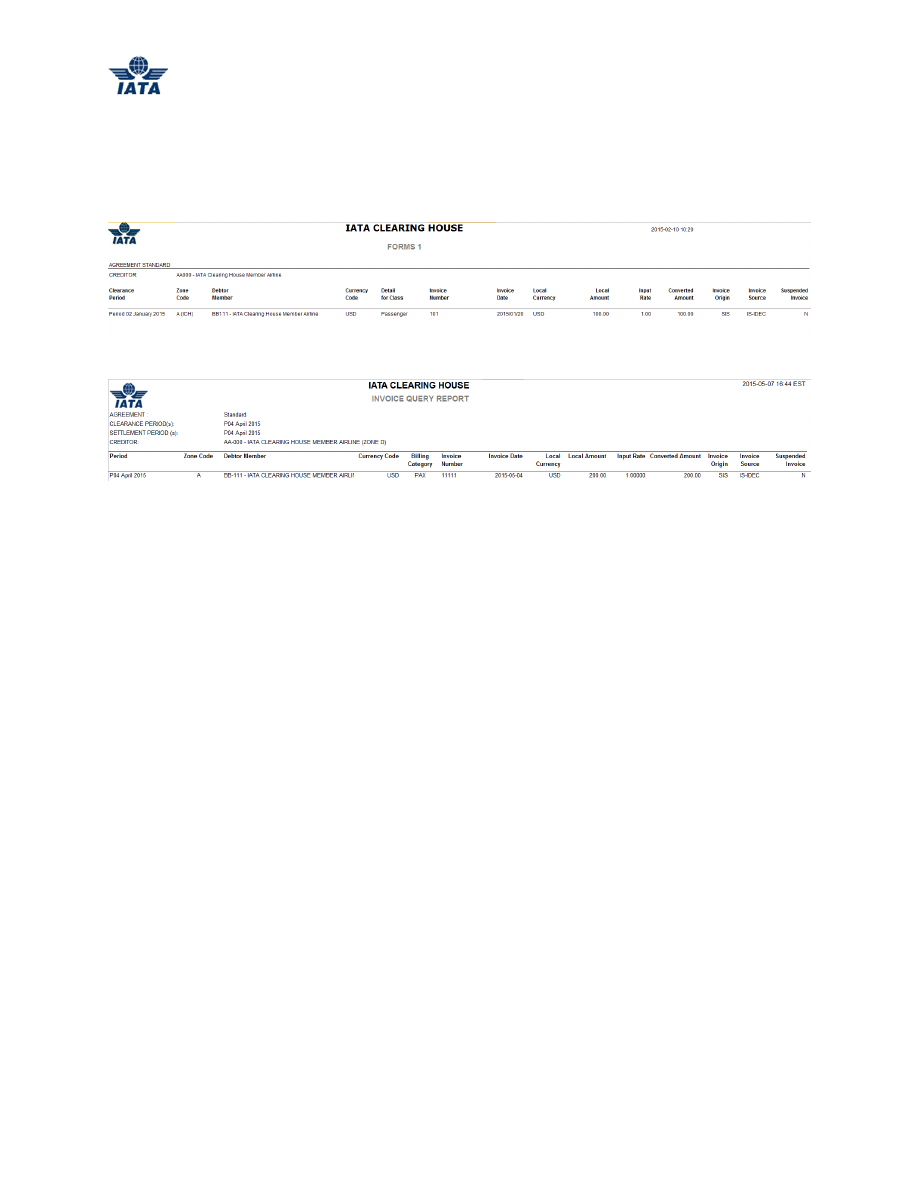 IATA
IATA CLEARING HOUSE 2015-02-10 10:20
IATA
FORMS 1
AGREEMENT STANDARD
CREDITOR: AA000 - IATA Clearing House Member Airline
Clearance Zone Debtor Currency Detail Invoice Invoice Local Local Input Converted Invoice Invoice Suspended
Period Code Member Code for Class Number Date Currency Amount Rate Amount Origin Source Invoice
Period 02 January 2015 A (ICH) BB111 - IATA Clearing House Member Airline USD Passenger 101 2015/01/20 USD 100.00 1.00 100.00 SIS IS-IDEC N
IATA CLEARING HOUSE 2015-05-07 16:44 EST
INVOICE QUERY REPORT
IATA
AGREEMENT : Standard
CLEARANCE PERIOD(s): P04 April 2015
SETTLEMENT PERIOD (s): P04 April 2015
CREDITOR: AA-000 - IATA CLEARING HOUSE MEMBER AIRLINE (ZONE D)
Period Zone Code Debtor Member Currency Code Billing Invoice Invoice Date Local Local Amount Input Rate Converted Amount Invoice Invoice Suspended
Category Number Currency Origin Source Invoice
P04 April 2015 A BB-111 - IATA CLEARING HOUSE MEMBER AIRLI USD PAX 11111 2015-05-04 USD 200.00 1.00000 200.00 SIS IS-IDEC N